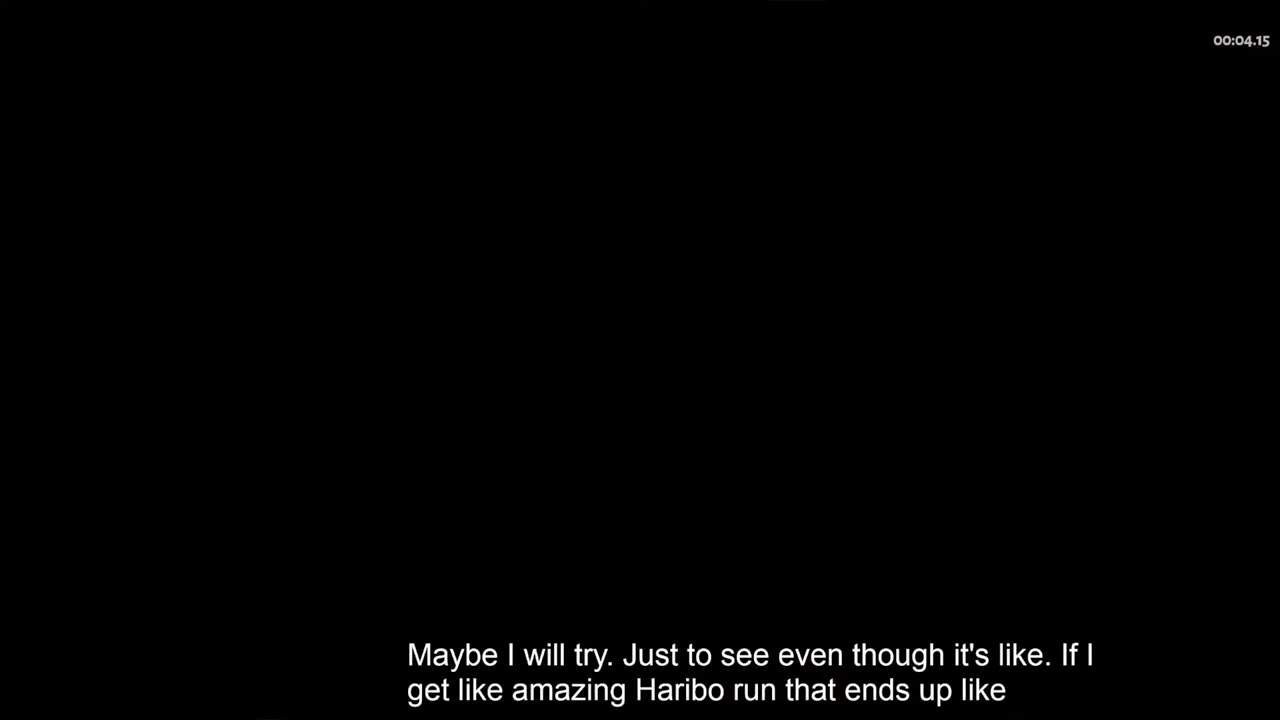 00:04.15
Maybe I will try. Just to see even though it's like. If I
get like amazing Haribo run that ends up like